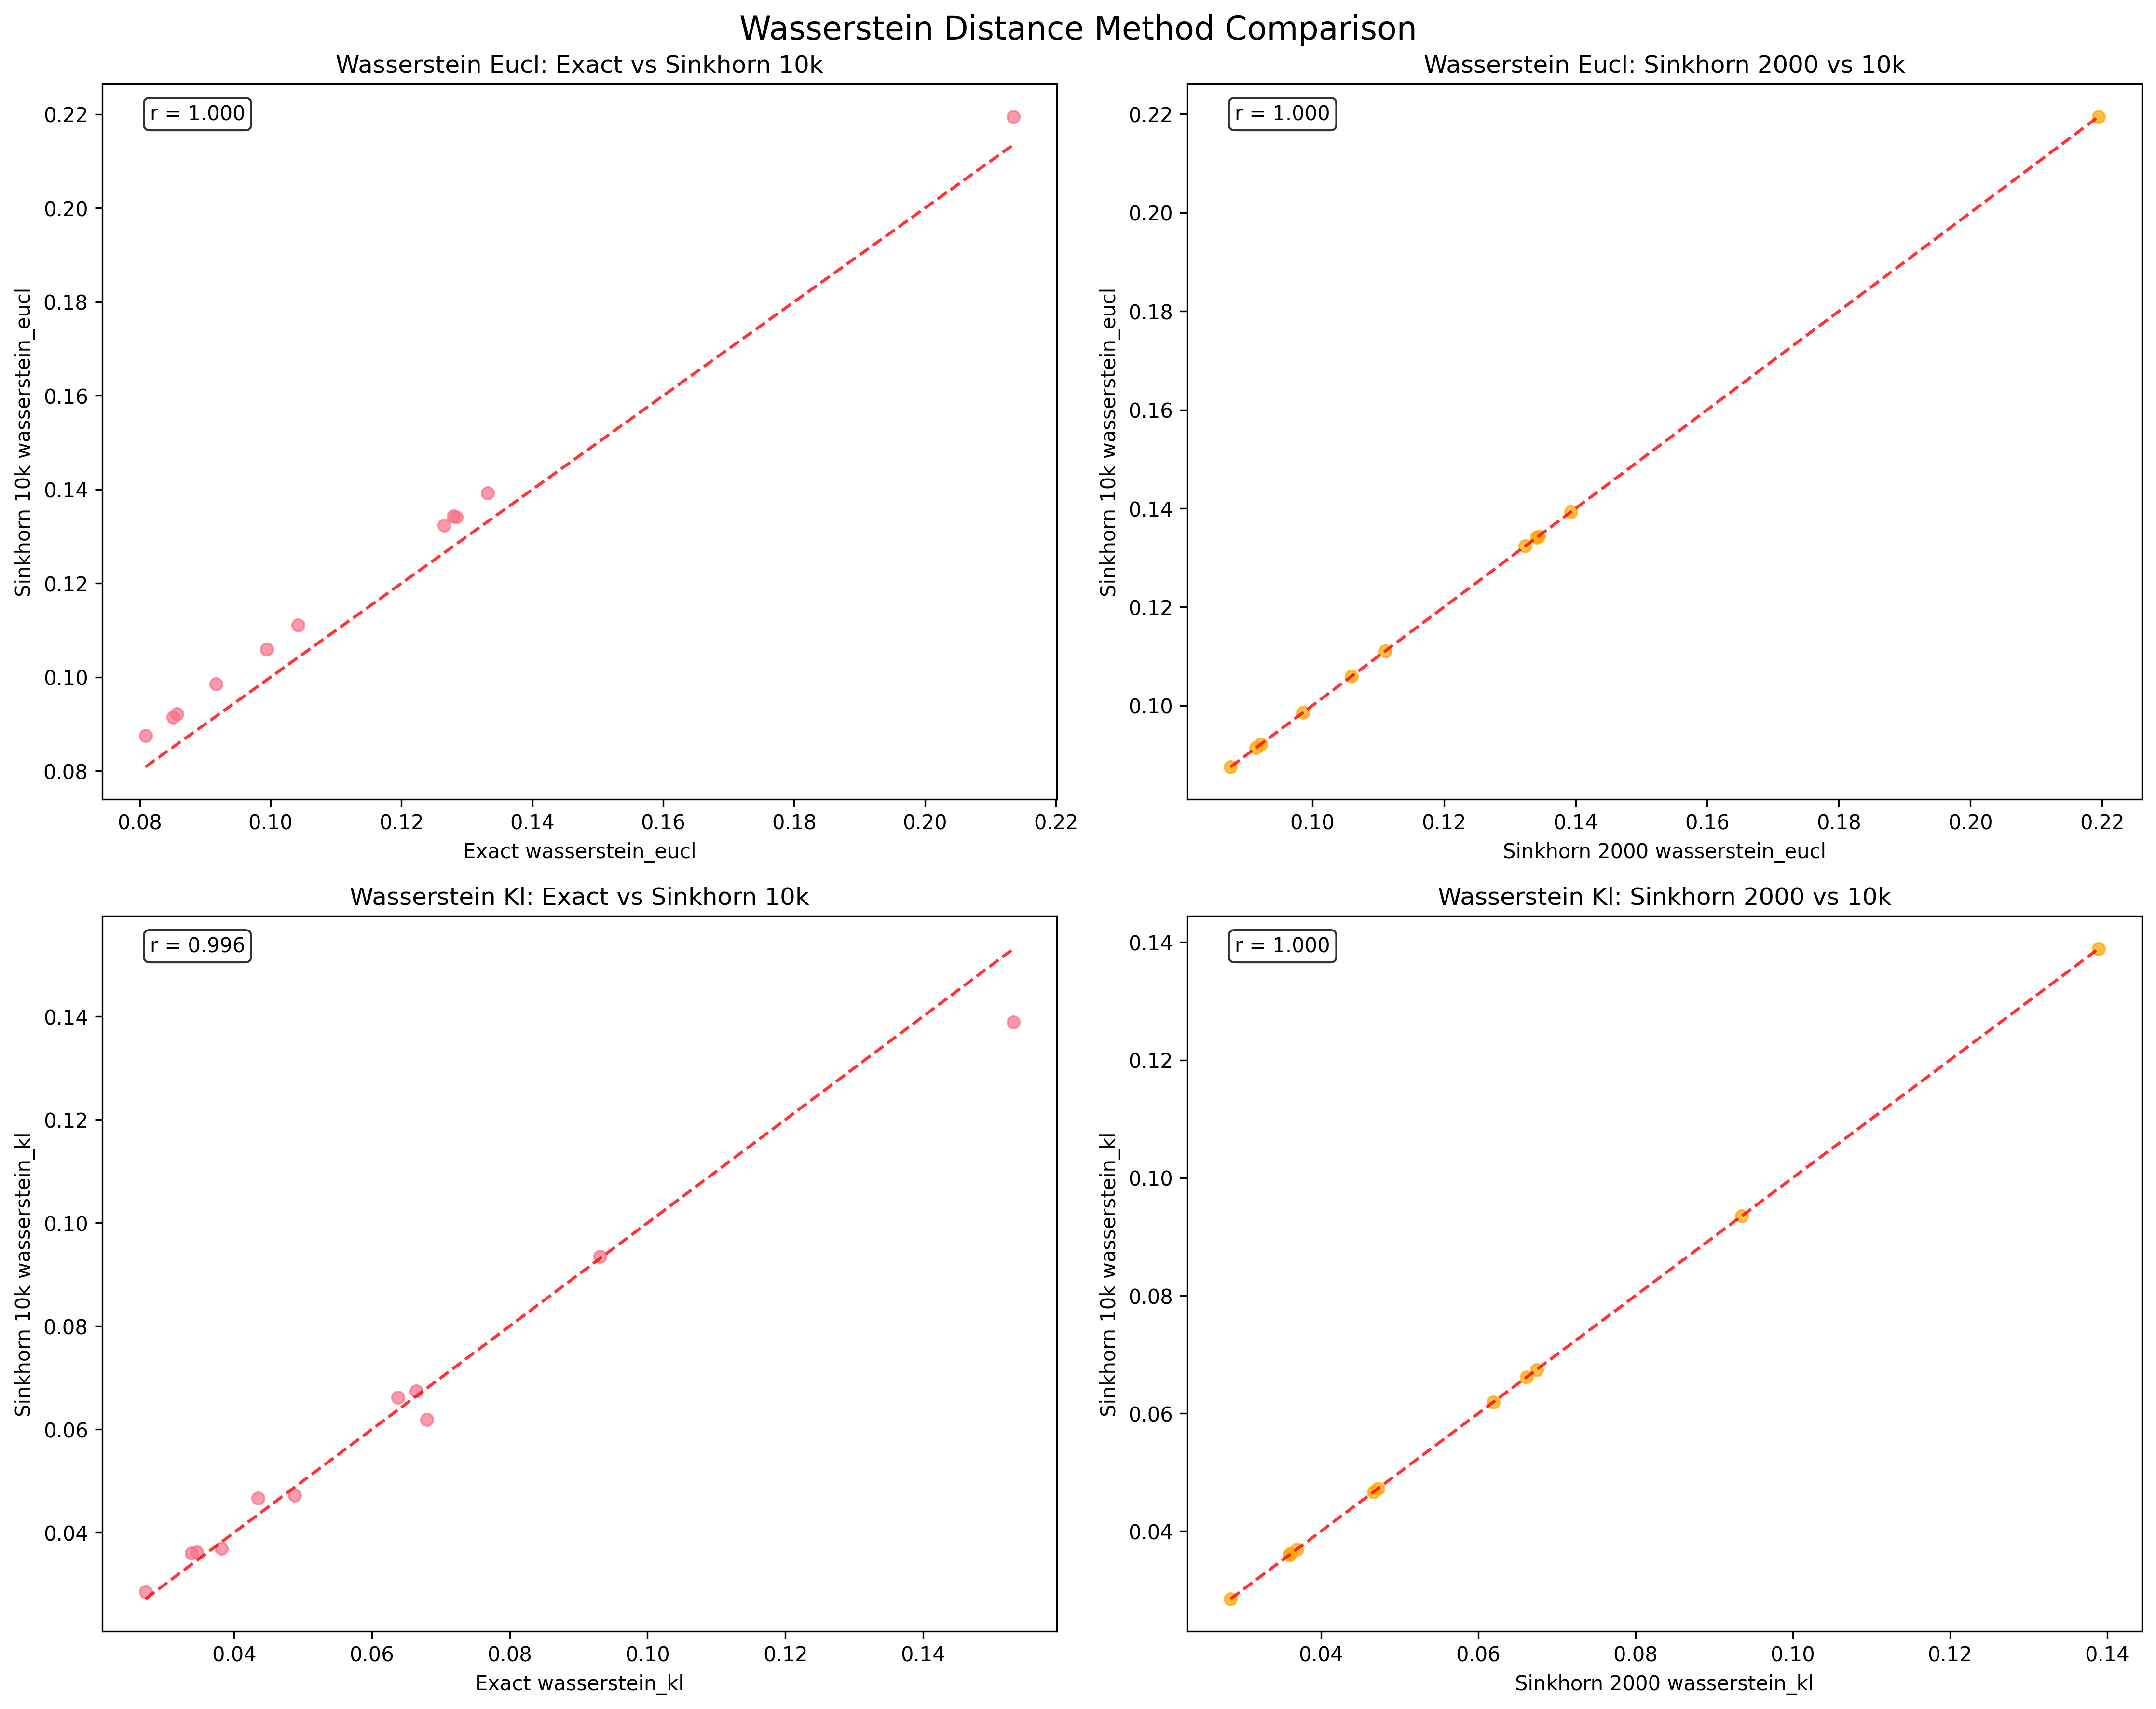 Wasserstein Distance Method Comparison
Wasserstein Eucl: Exact vs Sinkhorn 10k
r = 1.000
Sinkhorn 10k wasserstein_eucl
0.22
0.20
0.18
0.16
0.14
0.12
0.10
0.08
0.08 0.10 0.12 0.14 0.16 0.18 0.20 0.22
Exact wasserstein_eucl
Wasserstein Eucl: Sinkhorn 2000 vs 10k
r = 1.000
Sinkhorn 10k wasserstein_eucl
0.22
0.20
0.18
0.16
0.14
0.12
0.10
0.10 0.12 0.14 0.16 0.18 0.20 0.22
Sinkhorn 2000 wasserstein_eucl
Wasserstein Kl: Exact vs Sinkhorn 10k
r = 0.996
Sinkhorn 10k wasserstein_kl
0.14
0.12
0.10
0.08
0.06
0.04
0.04 0.06 0.08 0.10 0.12 0.14
Exact wasserstein_kl
Wasserstein Kl: Sinkhorn 2000 vs 10k
r = 1.000
Sinkhorn 10k wasserstein_kl
0.14
0.12
0.10
0.08
0.06
0.04
0.04 0.06 0.08 0.10 0.12 0.14
Sinkhorn 2000 wasserstein_kl